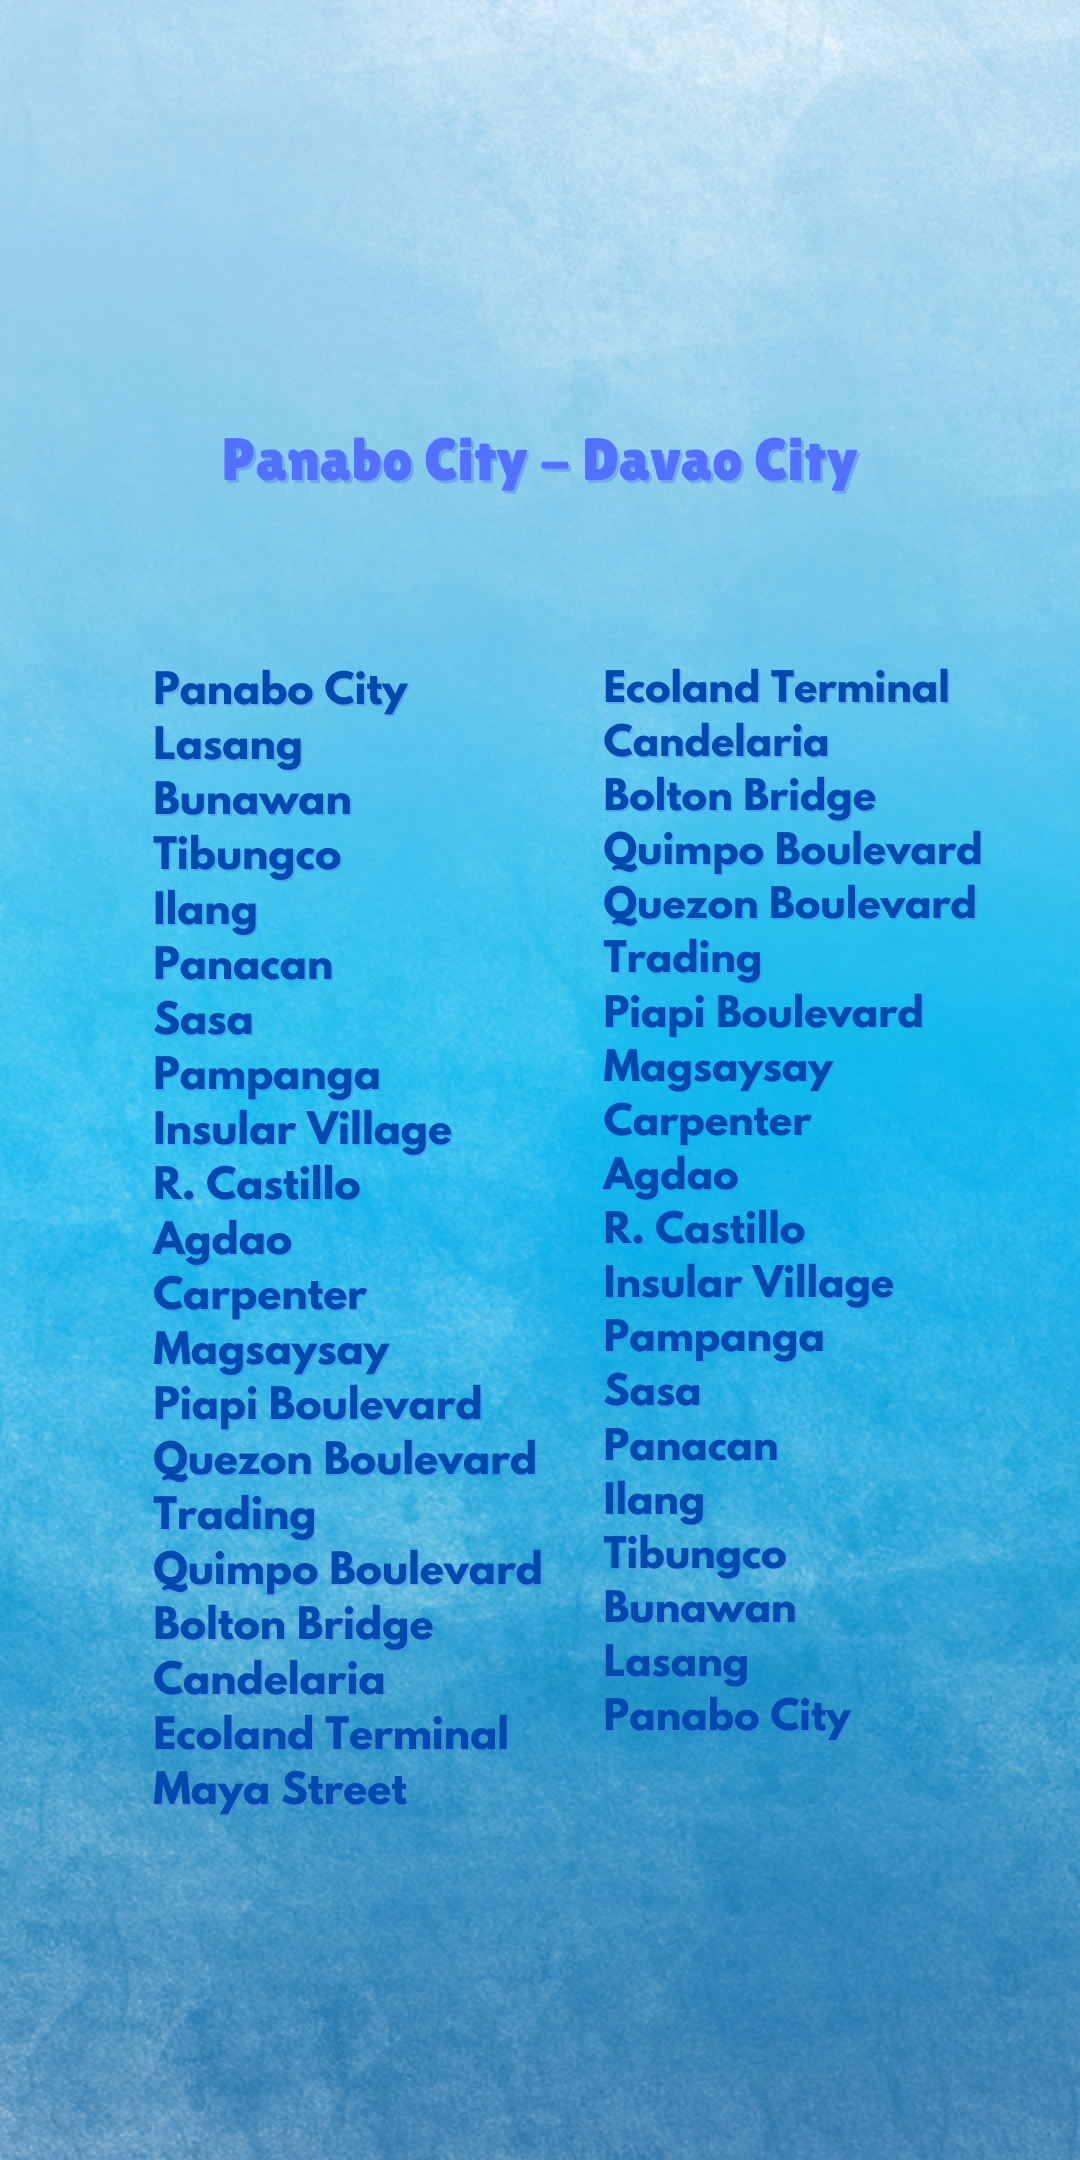 Panabo City – Davao City
Panabo City
Lasang
Bunawan
Tibungco
Ilang
Panacan
Sasa
Pampanga
Insular Village
R. Castillo
Agdao
Carpenter
Magsaysay
Piapi Boulevard
Quezon Boulevard
Trading
Quimpo Boulevard
Bolton Bridge
Candelaria
Ecoland Terminal
Maya Street
Ecoland Terminal
Candelaria
Bolton Bridge
Quimpo Boulevard
Quezon Boulevard
Trading
Piapi Boulevard
Magsaysay
Carpenter
Agdao
R. Castillo
Insular Village
Pampanga
Sasa
Panacan
Ilang
Tibungco
Bunawan
Lasang
Panabo City